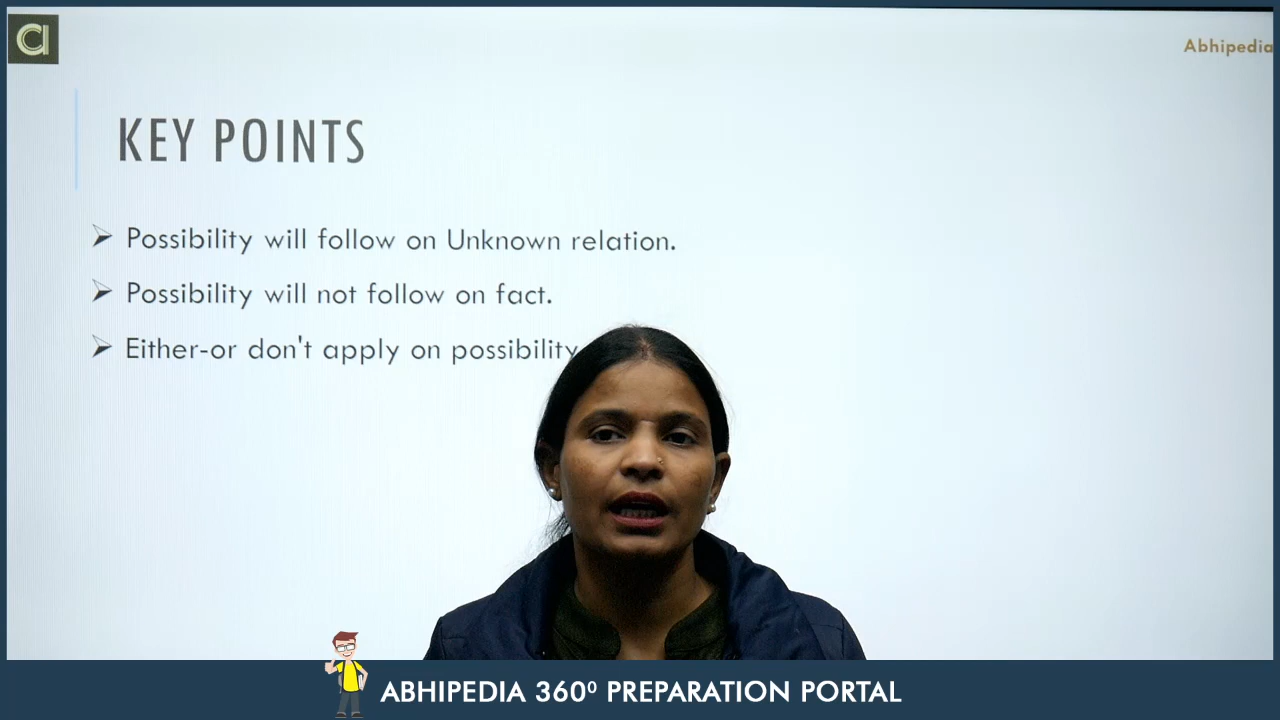 Abhipedia
KEY POINTS
➢ Possibility will follow on Unknown relation.
➢ Possibility will not follow on fact.
➢ Either-or don't apply on possibility
ABHIPEDIA 360⁰ PREPARATION PORTAL